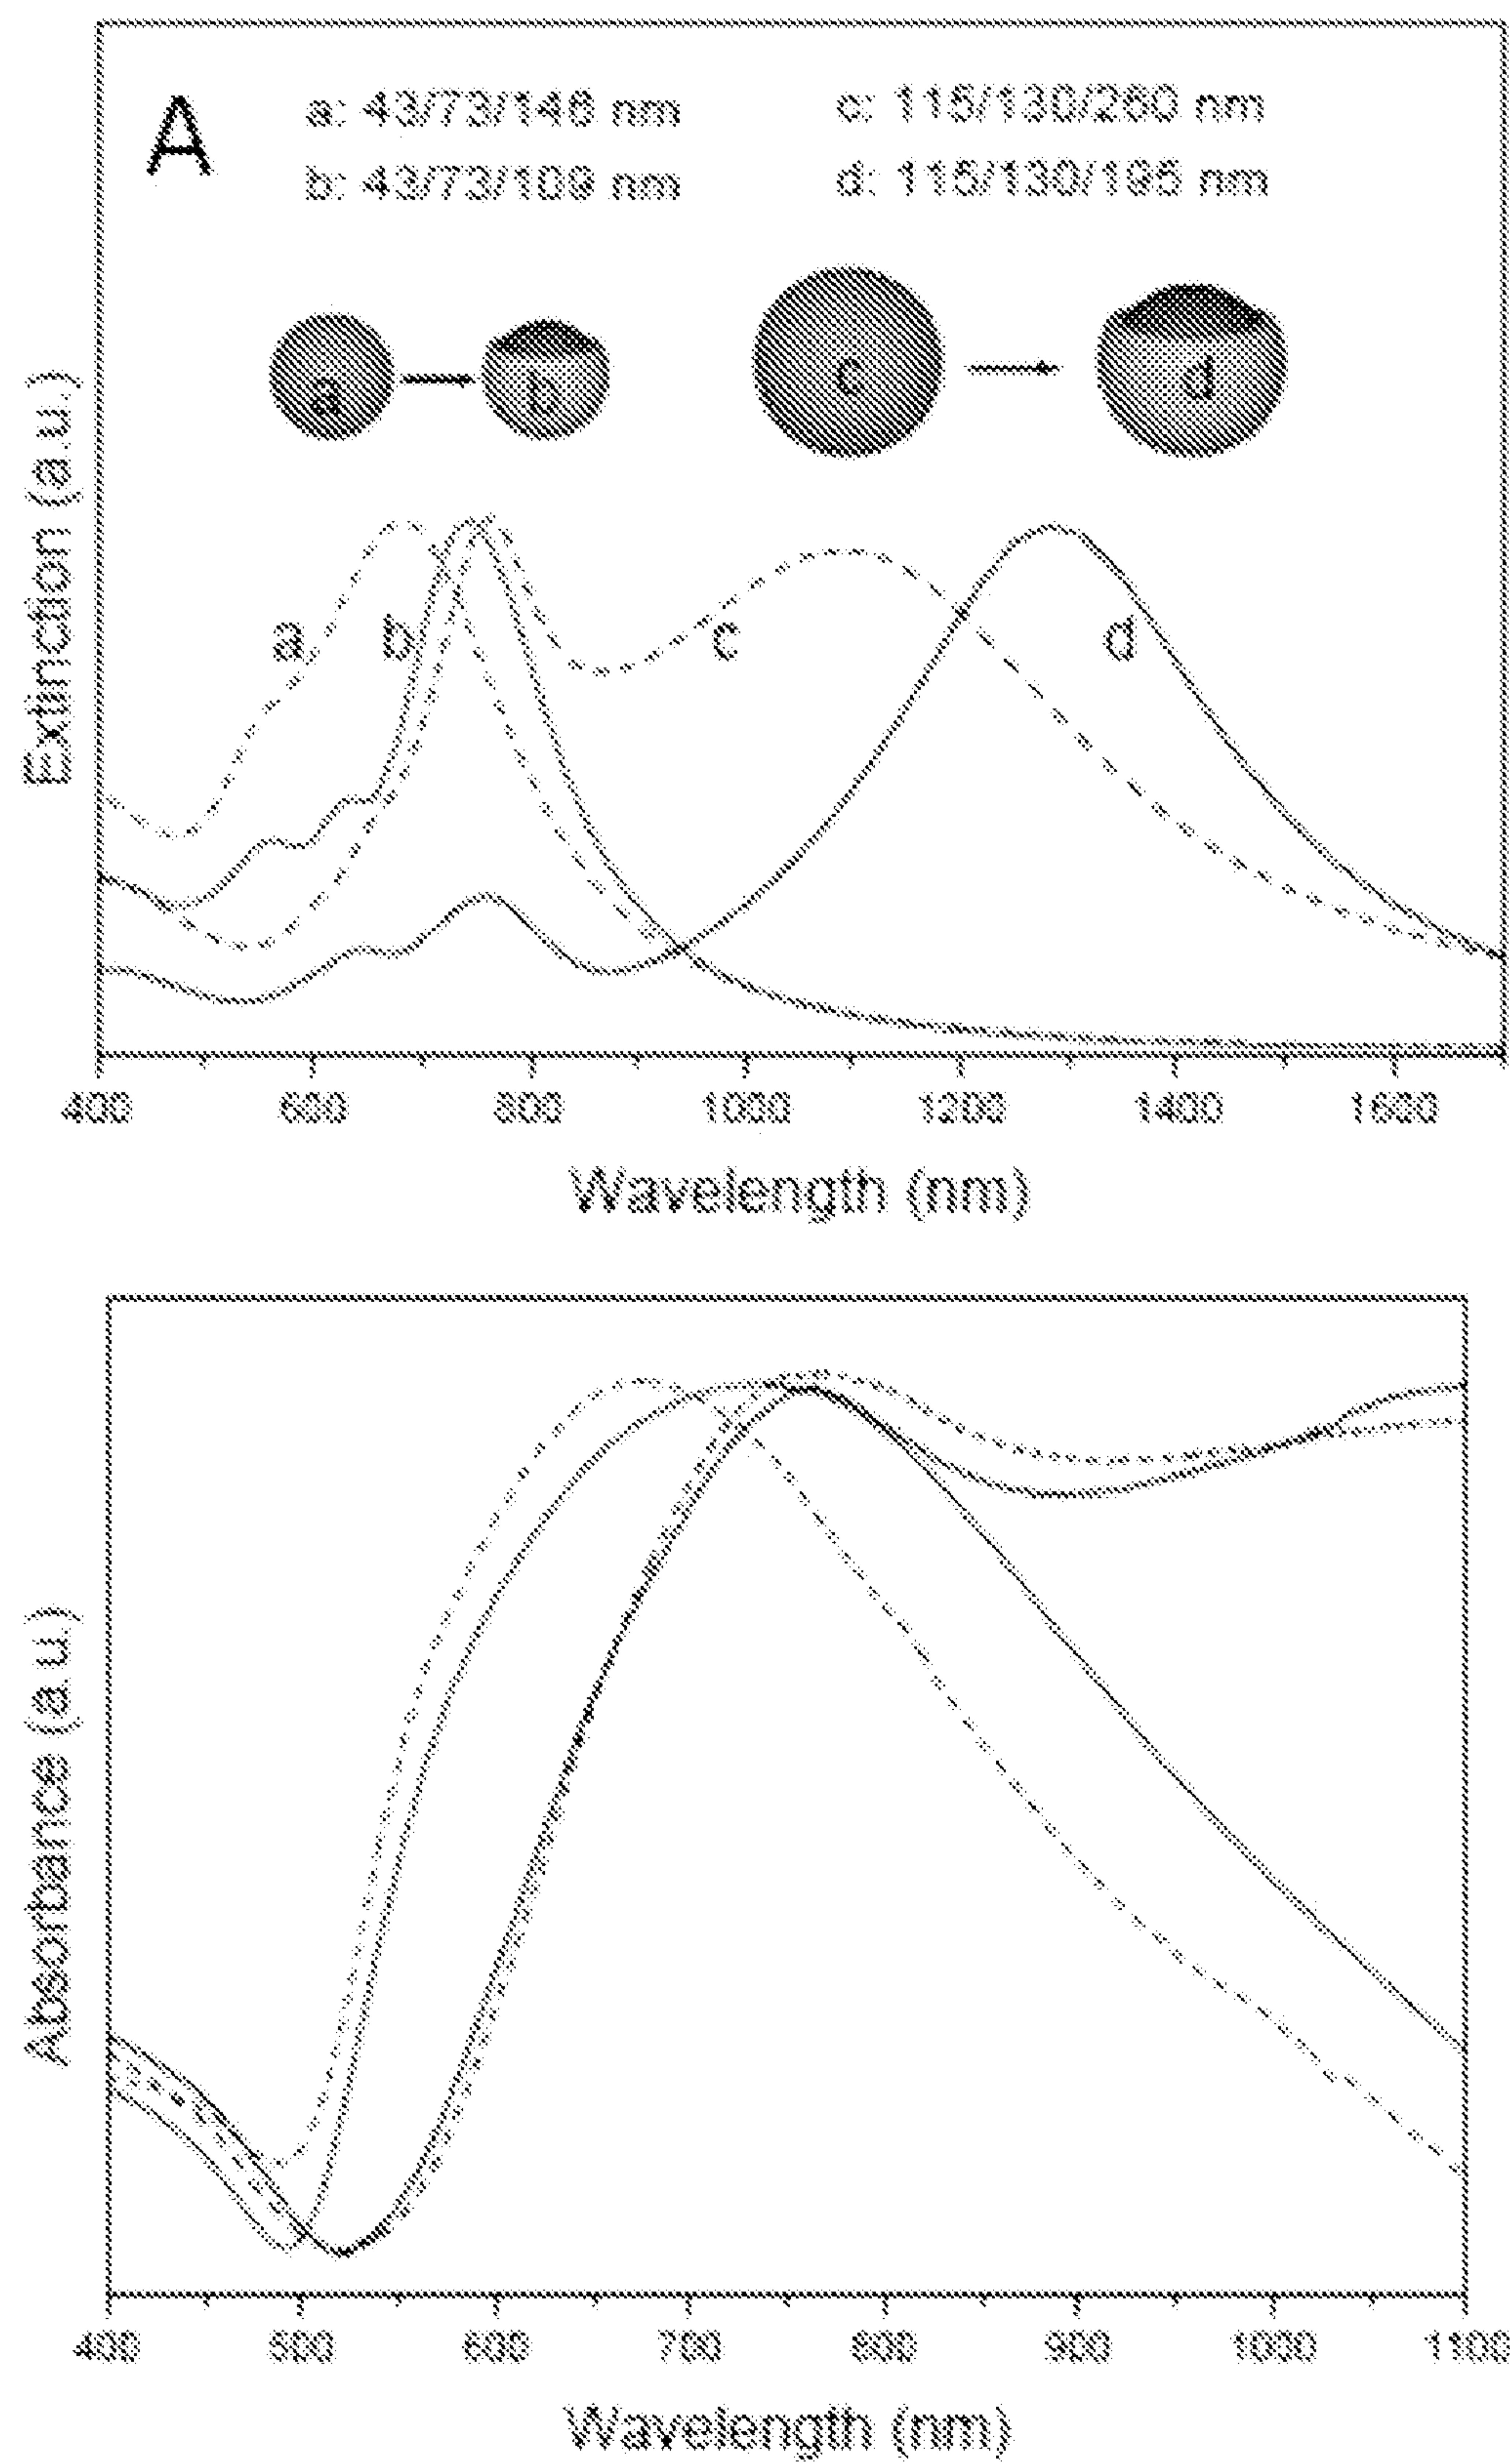 A
a: 43/73/146 nm
c: 115/130/260 nm
b: 43/73/109 nm
d: 115/130/195 nm
a
b
c
d
Extinction (a.u.)
a
b
c
d
400 600 800 1000 1200 1400 1600
Wavelength (nm)
Absorbance (a.u.)
400 500 600 700 800 900 1000 1100
Wavelength (nm)